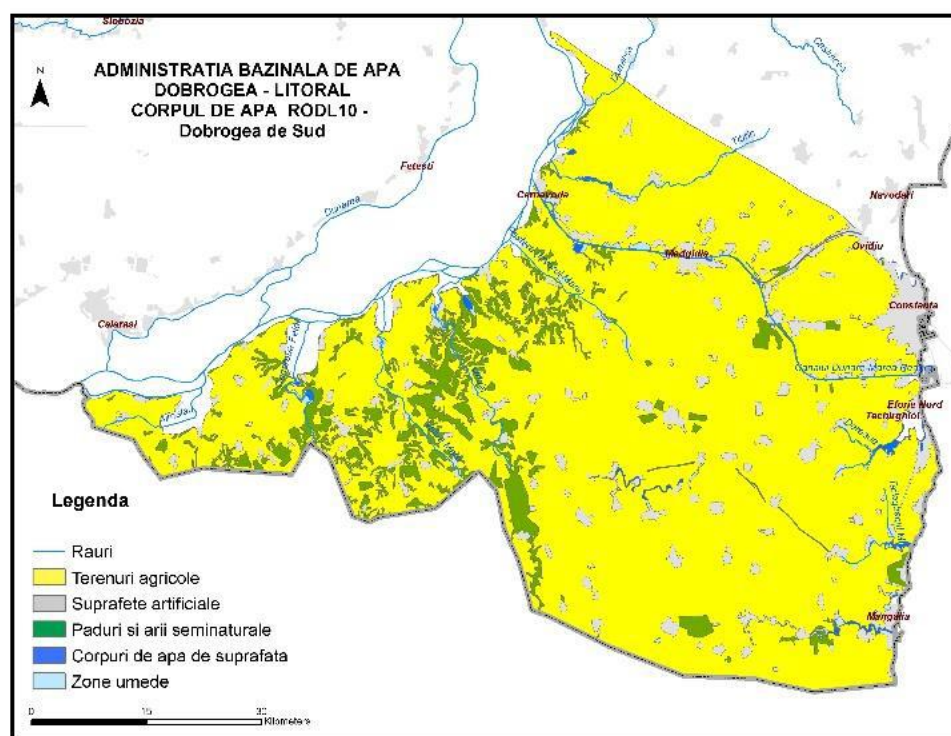 Slobozia
ADMINISTRATIA BAZINALA DE APA
DOBROGEA - LITORAL
CORPUL DE APA RODL10 -
Dobrogea de Sud
N
Fetesti
Dunarea
Cernavoda
Navodari
Ovidiu
Medgidia
Constanta
Calarasi
Canalul Dunare Marea Neagra
Eforie Nord
Techirghiol
Mangalia
Legenda
Rauri
Terenuri agricole
Suprafete artificiale
Paduri si arii seminaturale
Corpuri de apa de suprafata
Zone umede
0 15 30
Kilometers